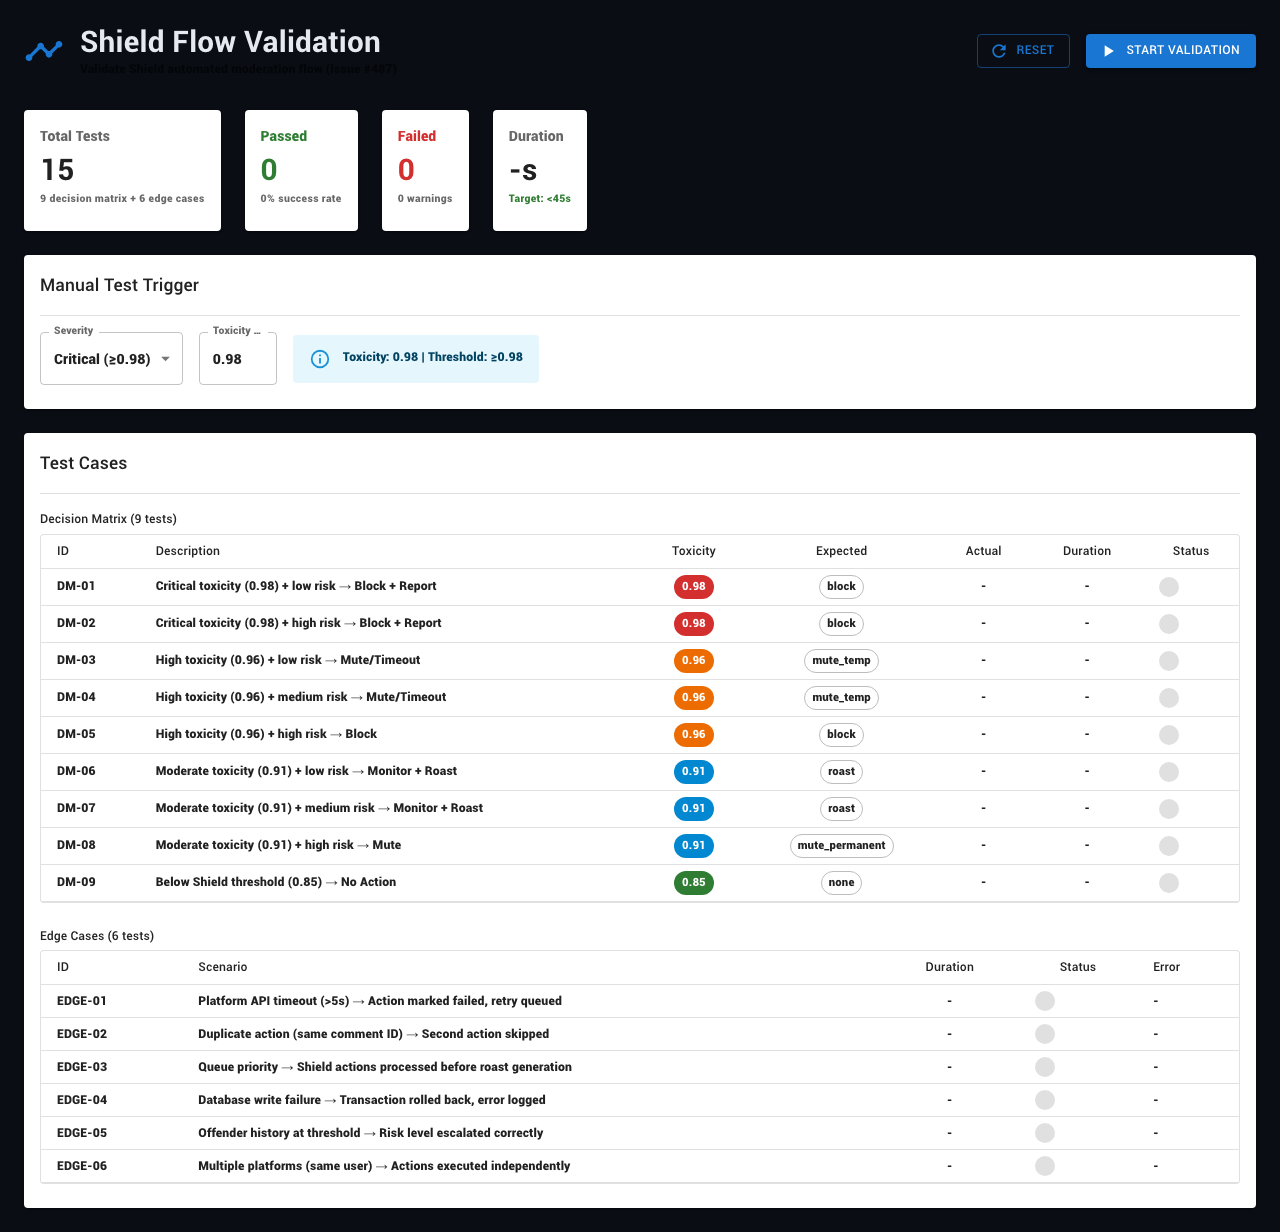 Shield Flow Validation
Validate Shield automated moderation flow (Issue #487)
RESET
START VALIDATION
Total Tests
15
9 decision matrix + 6 edge cases
Passed
0
0% success rate
Failed
0
0 warnings
Duration
-s
Target: <45s
Manual Test Trigger
Severity
Critical (≥0.98)
Toxicity ...
0.98
Toxicity: 0.98 | Threshold: ≥0.98
Test Cases
Decision Matrix (9 tests)
ID Description Toxicity Expected Actual Duration Status
DM-01 Critical toxicity (0.98) + low risk → Block + Report 0.98 block - -
DM-02 Critical toxicity (0.98) + high risk → Block + Report 0.98 block - -
DM-03 High toxicity (0.96) + low risk → Mute/Timeout 0.96 mute_temp - -
DM-04 High toxicity (0.96) + medium risk → Mute/Timeout 0.96 mute_temp - -
DM-05 High toxicity (0.96) + high risk → Block 0.96 block - -
DM-06 Moderate toxicity (0.91) + low risk → Monitor + Roast 0.91 roast - -
DM-07 Moderate toxicity (0.91) + medium risk → Monitor + Roast 0.91 roast - -
DM-08 Moderate toxicity (0.91) + high risk → Mute 0.91 mute_permanent - -
DM-09 Below Shield threshold (0.85) → No Action 0.85 none - -
Edge Cases (6 tests)
ID Scenario Duration Status Error
EDGE-01 Platform API timeout (>5s) → Action marked failed, retry queued - -
EDGE-02 Duplicate action (same comment ID) → Second action skipped - -
EDGE-03 Queue priority → Shield actions processed before roast generation - -
EDGE-04 Database write failure → Transaction rolled back, error logged - -
EDGE-05 Offender history at threshold → Risk level escalated correctly - -
EDGE-06 Multiple platforms (same user) → Actions executed independently - -